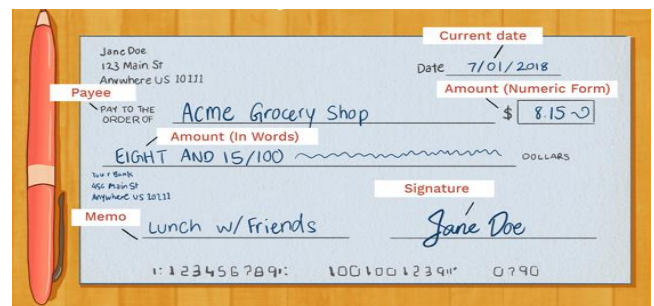 Jane Doe
123 Main St
Anywhere US 10111
Current date
Date 7/01/2018
Payee
Amount (Numeric Form)
PAY TO THE
ORDER OF Acme Grocery Shop $ 8.15
Amount (In Words)
EIGHT AND 15/100 DOLLARS
Your Bank
456 Main St
Anywhere US 10111
Signature
Memo
Lunch w/ Friends Jane Doe
⑆123456789⑆ 1001001239⑈ 0790